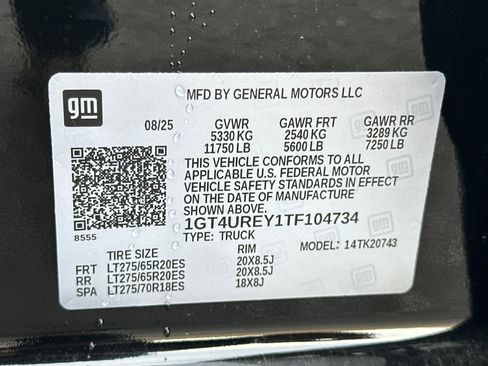 gm
MFD BY GENERAL MOTORS LLC
08/25 GVWR GAWR FRT GAWR RR
5330 KG 2540 KG 3289 KG
11750 LB 5600 LB 7250 LB
THIS VEHICLE CONFORMS TO ALL
APPLICABLE U.S. FEDERAL MOTOR
VEHICLE SAFETY STANDARDS IN EFFECT
ON THE DATE OF MANUFACTURE
SHOWN ABOVE.
1GT4UREY1TF104734
8555 TYPE: TRUCK MODEL: 14TK20743
TIRE SIZE RIM
FRT LT275/65R20ES 20X8.5J
RR LT275/65R20ES 20X8.5J
SPA LT275/70R18ES 18X8J